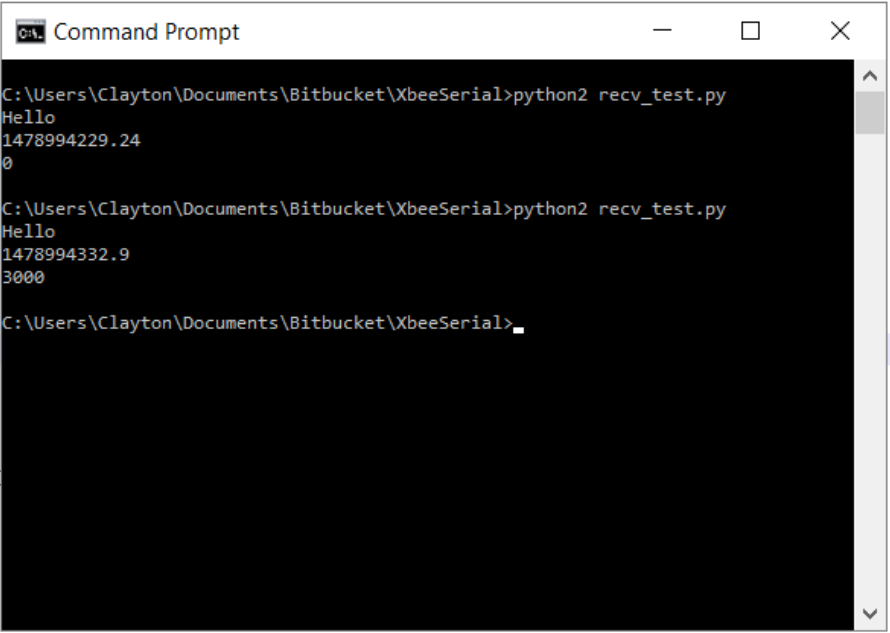 Command Prompt
C:\Users\Clayton\Documents\Bitbucket\XbeeSerial>python2 recv_test.py
Hello
1478994229.24
0
C:\Users\Clayton\Documents\Bitbucket\XbeeSerial>python2 recv_test.py
Hello
1478994332.9
3000
C:\Users\Clayton\Documents\Bitbucket\XbeeSerial>